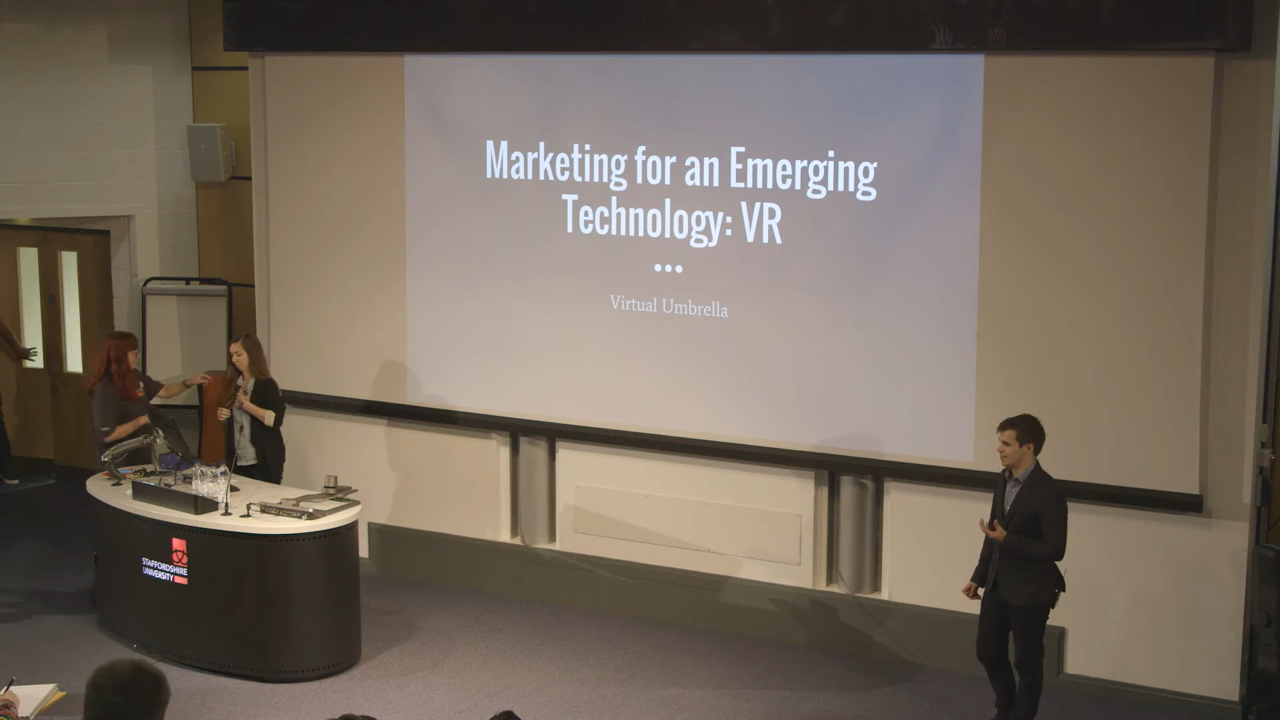 Marketing for an Emerging
Technology: VR
Virtual Umbrella
STAFFORDSHIRE
UNIVERSITY